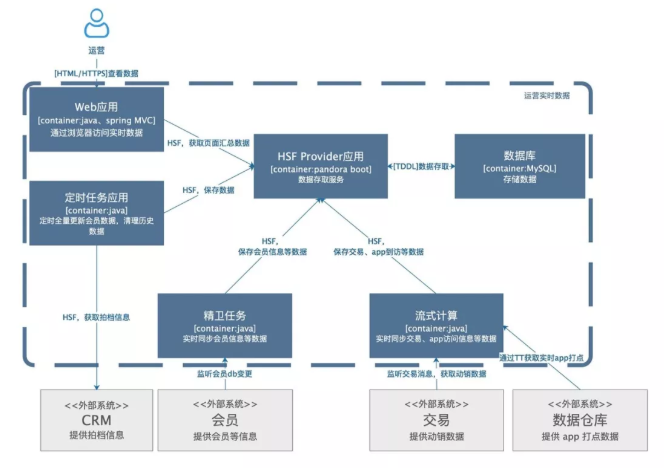 运营
[HTML/HTTPS]查看数据
运营实时数据
Web应用
[container:java、spring MVC]
通过浏览器访问实时数据
HSF，获取页面汇总数据
HSF Provider应用
[container:pandora boot]
数据存取服务
[TDDL]数据存取
数据库
[container:MySQL]
存储数据
定时任务应用
[container:java]
定时全量更新会员数据，清理历史
数据
HSF，保存数据
HSF，
保存会员信息等数据
HSF，
保存交易、app到访等数据
HSF，获取拍档信息
精卫任务
[container:java]
实时同步会员信息等数据
流式计算
[container:java]
实时同步交易、app访问信息等数据
监听会员db变更
监听交易消息，获取动销数据
通过TT获取实时app打点
<<外部系统>>
CRM
提供拍档信息
<<外部系统>>
会员
提供会员等信息
<<外部系统>>
交易
提供动销数据
<<外部系统>>
数据仓库
提供 app 打点数据